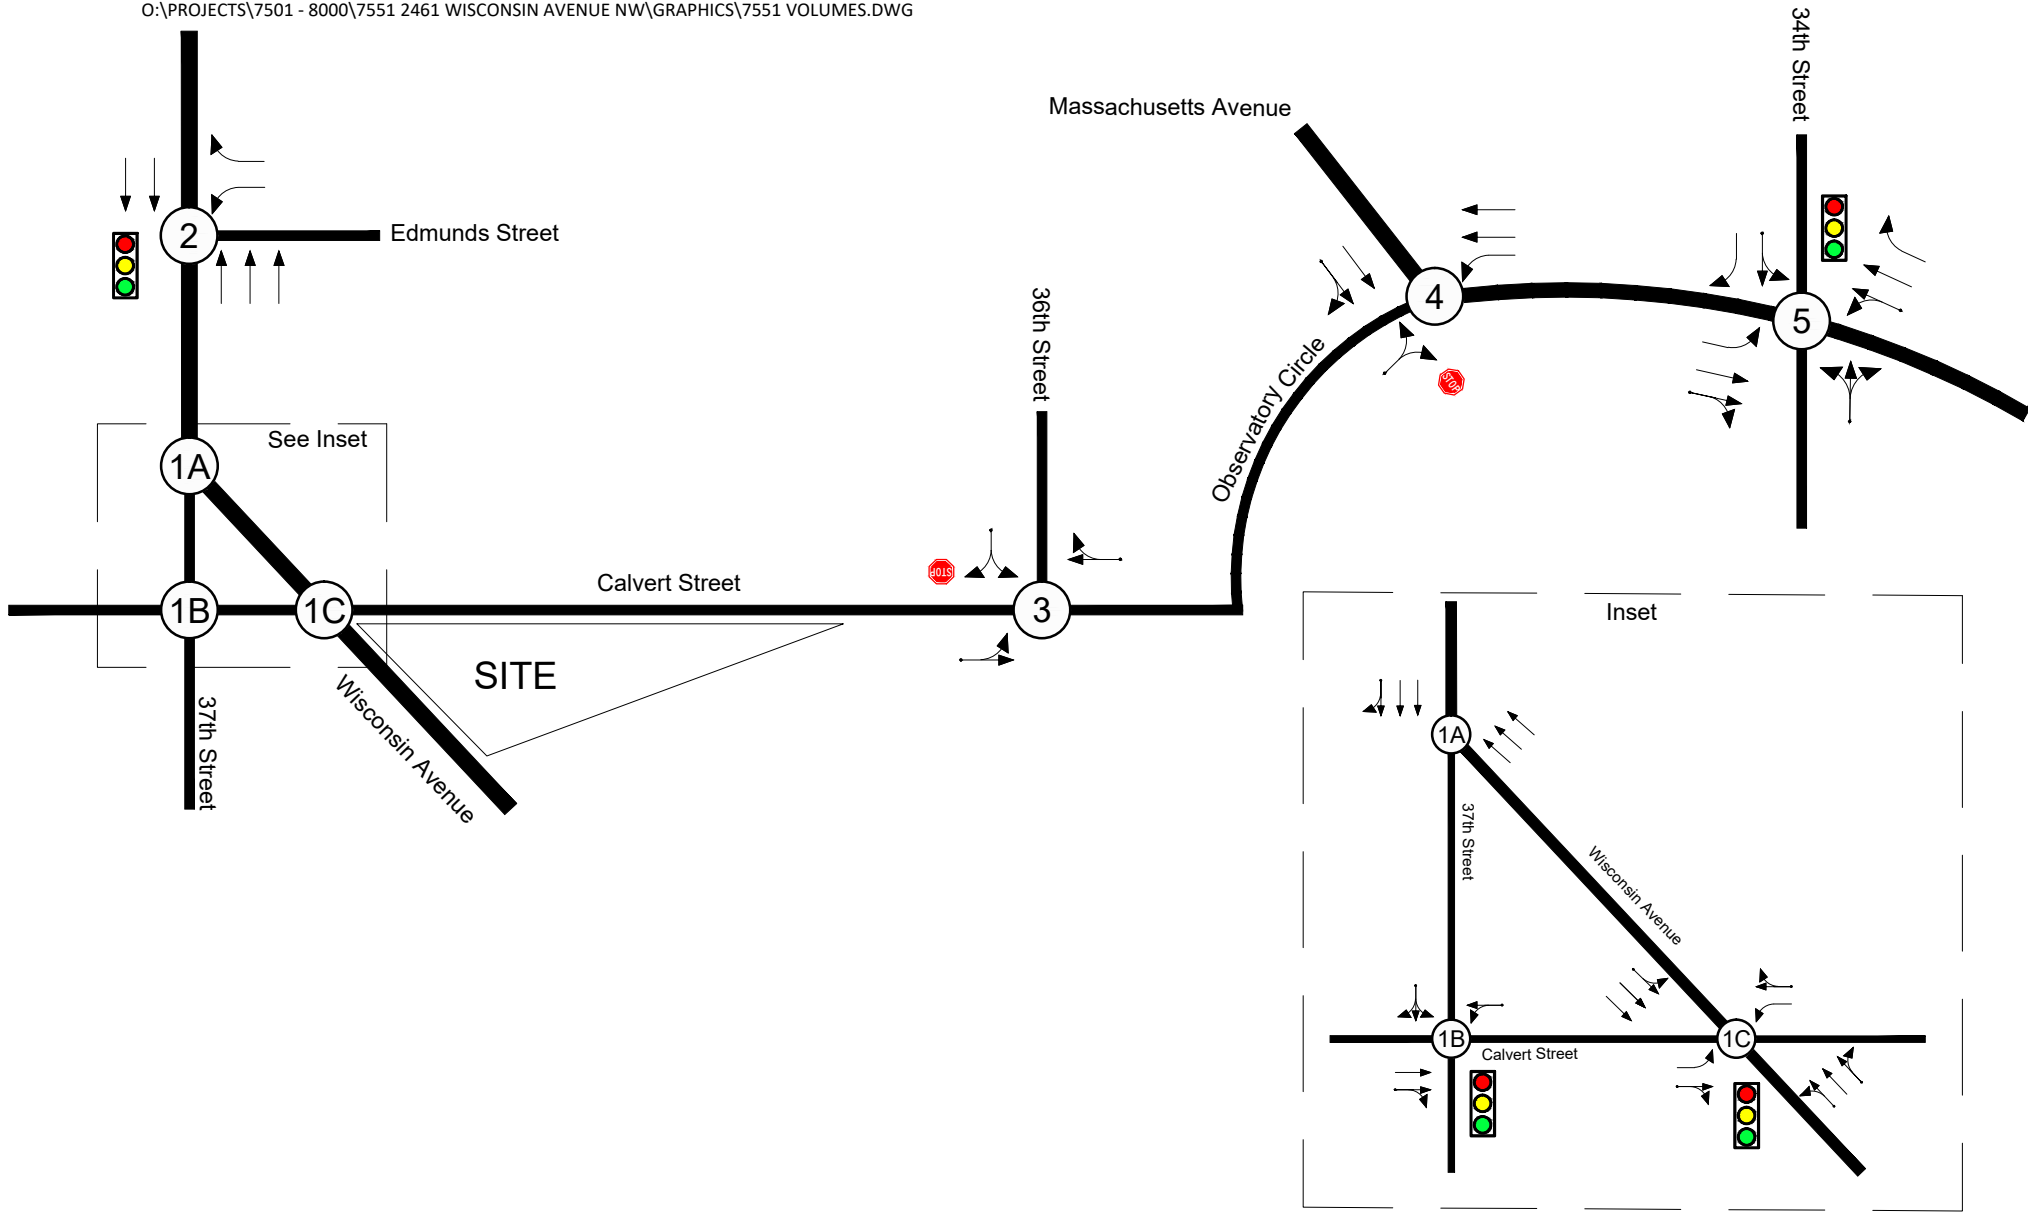 O:\PROJECTS\7501 - 8000\7551 2461 WISCONSIN AVENUE NW\GRAPHICS\7551 VOLUMES.DWG
34th Street
Massachusetts Avenue
2
Edmunds Street
36th Street
4
5
STOP
Observatory Circle
See Inset
1A
STOP
Calvert Street
1B
1C
3
SITE
37th Street
Wisconsin Avenue
Inset
1A
37th Street
Wisconsin Avenue
1B
Calvert Street
1C